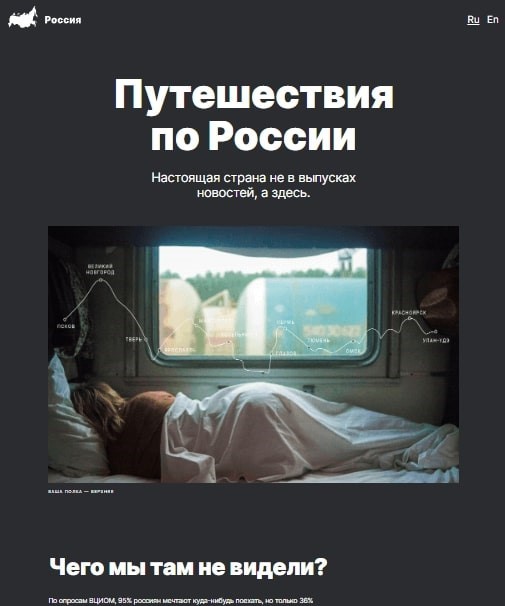 Россия
Ru En
Путешествия
по России
Настоящая страна не в выпусках
новостей, а здесь.
ВЕЛИКИЙ
НОВГОРОД
ПСКОВ
ТВЕРЬ
ЯРОСЛАВЛЬ
ПЕРМЬ
ГЛАЗОВ
ТЮМЕНЬ
ОМСК
КРАСНОЯРСК
УЛАН-УДЭ
ВАША ПОЛКА — ВЕРХНЯЯ
Чего мы там не видели?
По опросам ВЦИОМ, 95% россиян мечтают куда-нибудь поехать, но только 36%